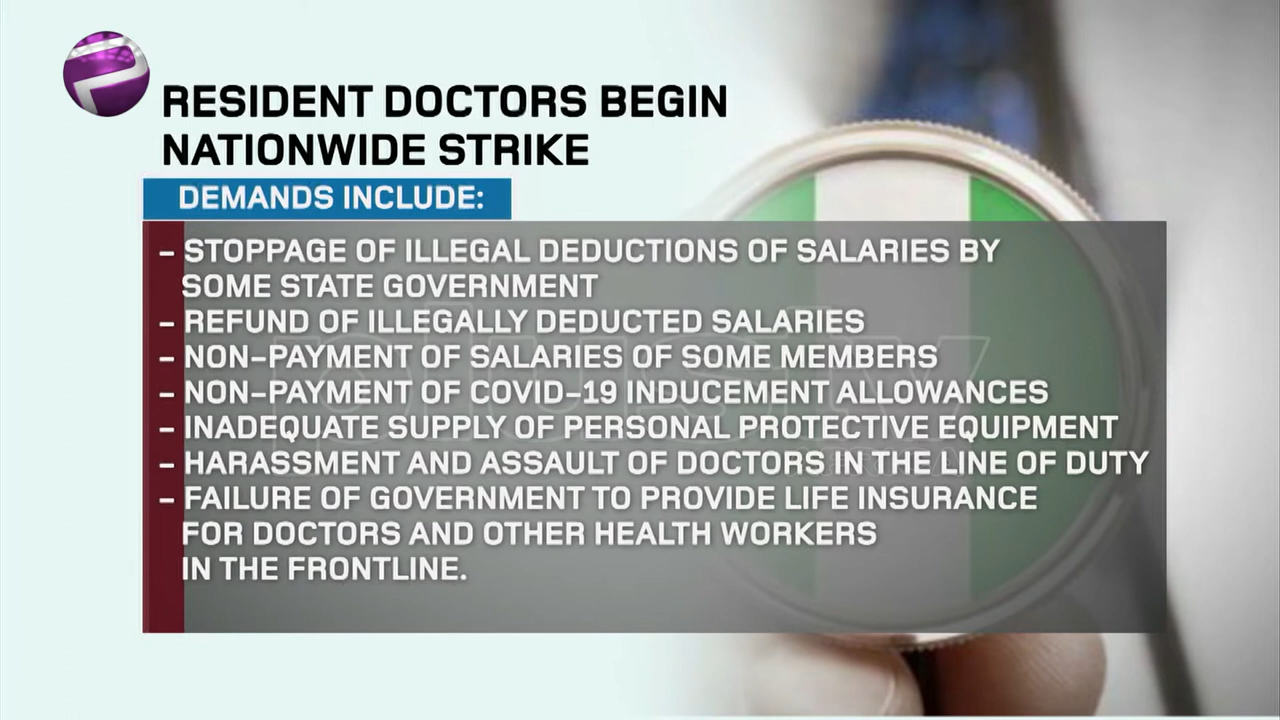 RESIDENT DOCTORS BEGIN
NATIONWIDE STRIKE
DEMANDS INCLUDE:
– STOPPAGE OF ILLEGAL DEDUCTIONS OF SALARIES BY
SOME STATE GOVERNMENT
– REFUND OF ILLEGALLY DEDUCTED SALARIES
– NON-PAYMENT OF SALARIES OF SOME MEMBERS
– NON-PAYMENT OF COVID-19 INDUCEMENT ALLOWANCES
– INADEQUATE SUPPLY OF PERSONAL PROTECTIVE EQUIPMENT
– HARASSMENT AND ASSAULT OF DOCTORS IN THE LINE OF DUTY
– FAILURE OF GOVERNMENT TO PROVIDE LIFE INSURANCE
FOR DOCTORS AND OTHER HEALTH WORKERS
IN THE FRONTLINE.
plus tv